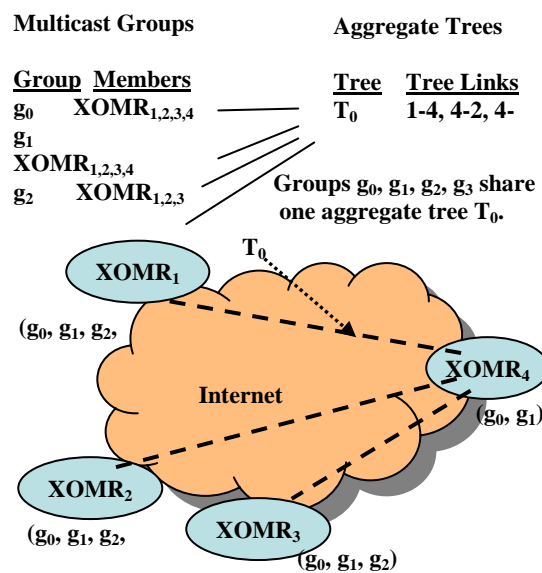 Multicast Groups
Aggregate Trees
Group Members
g₀ XOMR₁,₂,₃,₄
g₁
XOMR₁,₂,₃,₄
g₂ XOMR₁,₂,₃
Tree Tree Links
T₀ 1-4, 4-2, 4-
Groups g₀, g₁, g₂, g₃ share
one aggregate tree T₀.
T₀
XOMR₁
(g₀, g₁, g₂,
Internet
XOMR₄
(g₀, g₁)
XOMR₂
(g₀, g₁, g₂,
XOMR₃
(g₀, g₁, g₂)